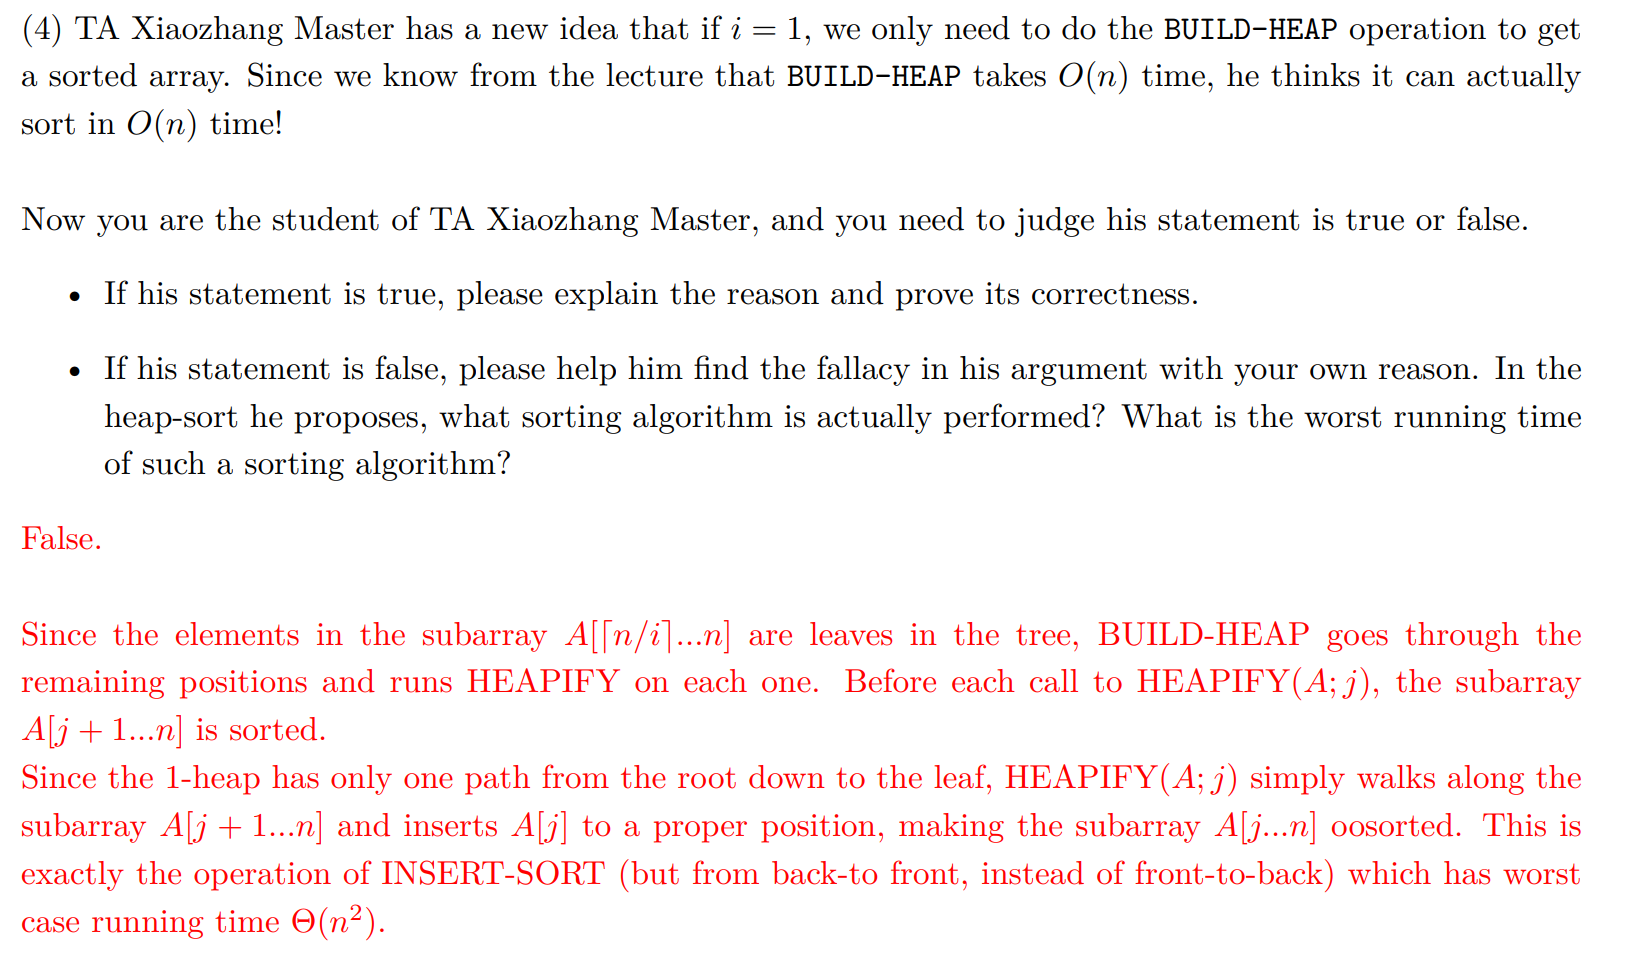 (4) TA Xiaozhang Master has a new idea that if i = 1, we only need to do the BUILD-HEAP operation to get
a sorted array. Since we know from the lecture that BUILD-HEAP takes O(n) time, he thinks it can actually
sort in O(n) time!
Now you are the student of TA Xiaozhang Master, and you need to judge his statement is true or false.
• If his statement is true, please explain the reason and prove its correctness.
• If his statement is false, please help him find the fallacy in his argument with your own reason. In the
heap-sort he proposes, what sorting algorithm is actually performed? What is the worst running time
of such a sorting algorithm?
False.
Since the elements in the subarray A[⌈n/i⌉...n] are leaves in the tree, BUILD-HEAP goes through the
remaining positions and runs HEAPIFY on each one. Before each call to HEAPIFY(A; j), the subarray
A[j + 1...n] is sorted.
Since the 1-heap has only one path from the root down to the leaf, HEAPIFY(A; j) simply walks along the
subarray A[j + 1...n] and inserts A[j] to a proper position, making the subarray A[j...n] oosorted. This is
exactly the operation of INSERT-SORT (but from back-to front, instead of front-to-back) which has worst
case running time Θ(n²).